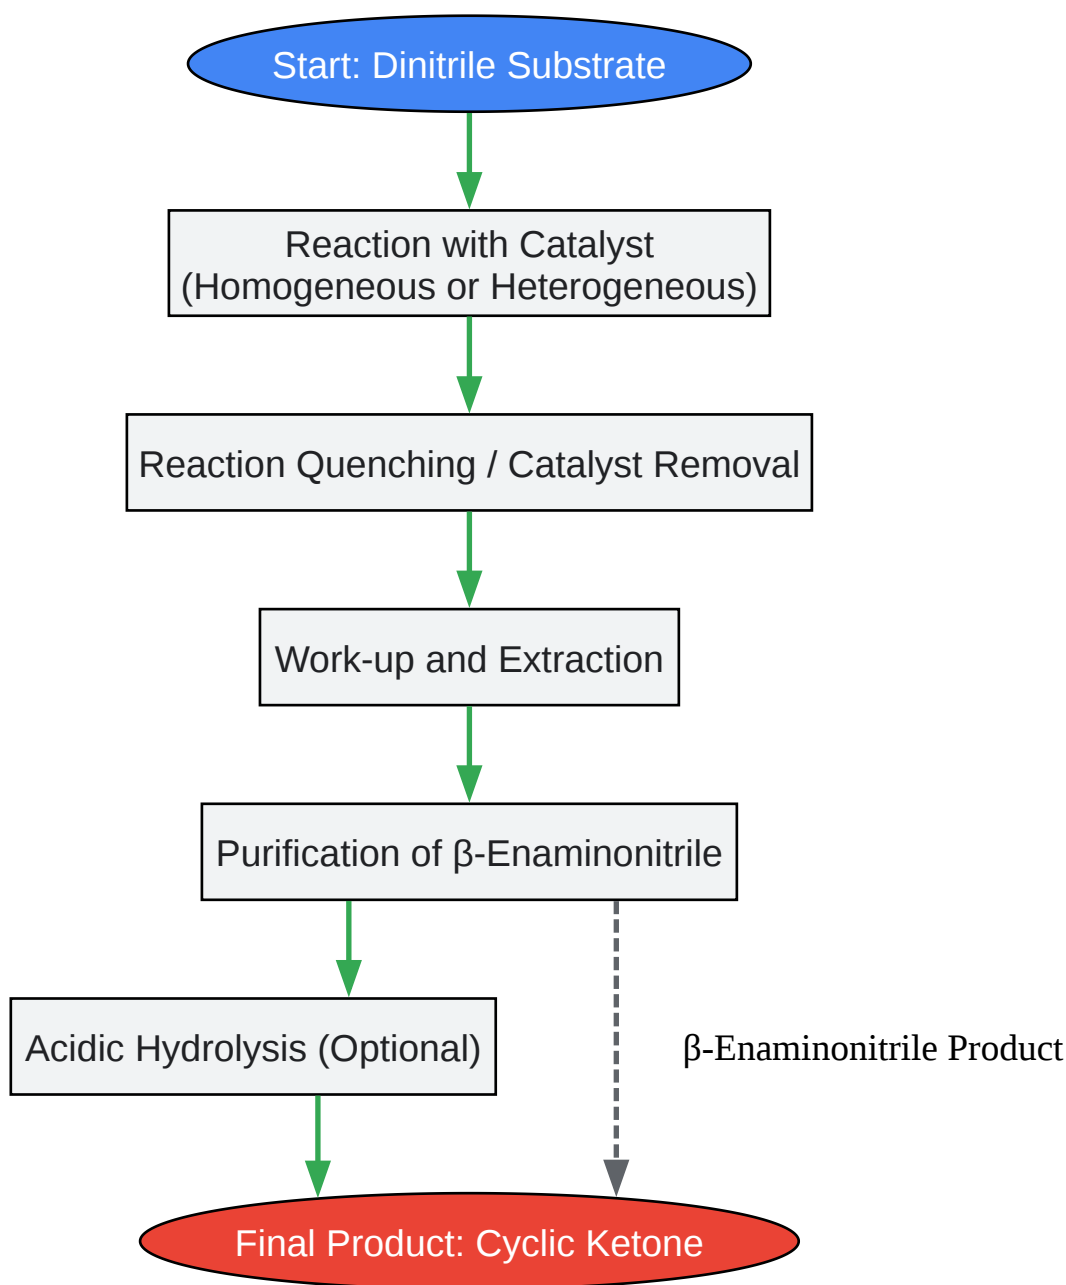 Start: Dinitrile Substrate
Reaction with Catalyst
(Homogeneous or Heterogeneous)
Reaction Quenching / Catalyst Removal
Work-up and Extraction
Purification of β-Enaminonitrile
Acidic Hydrolysis (Optional)
β-Enaminonitrile Product
Final Product: Cyclic Ketone